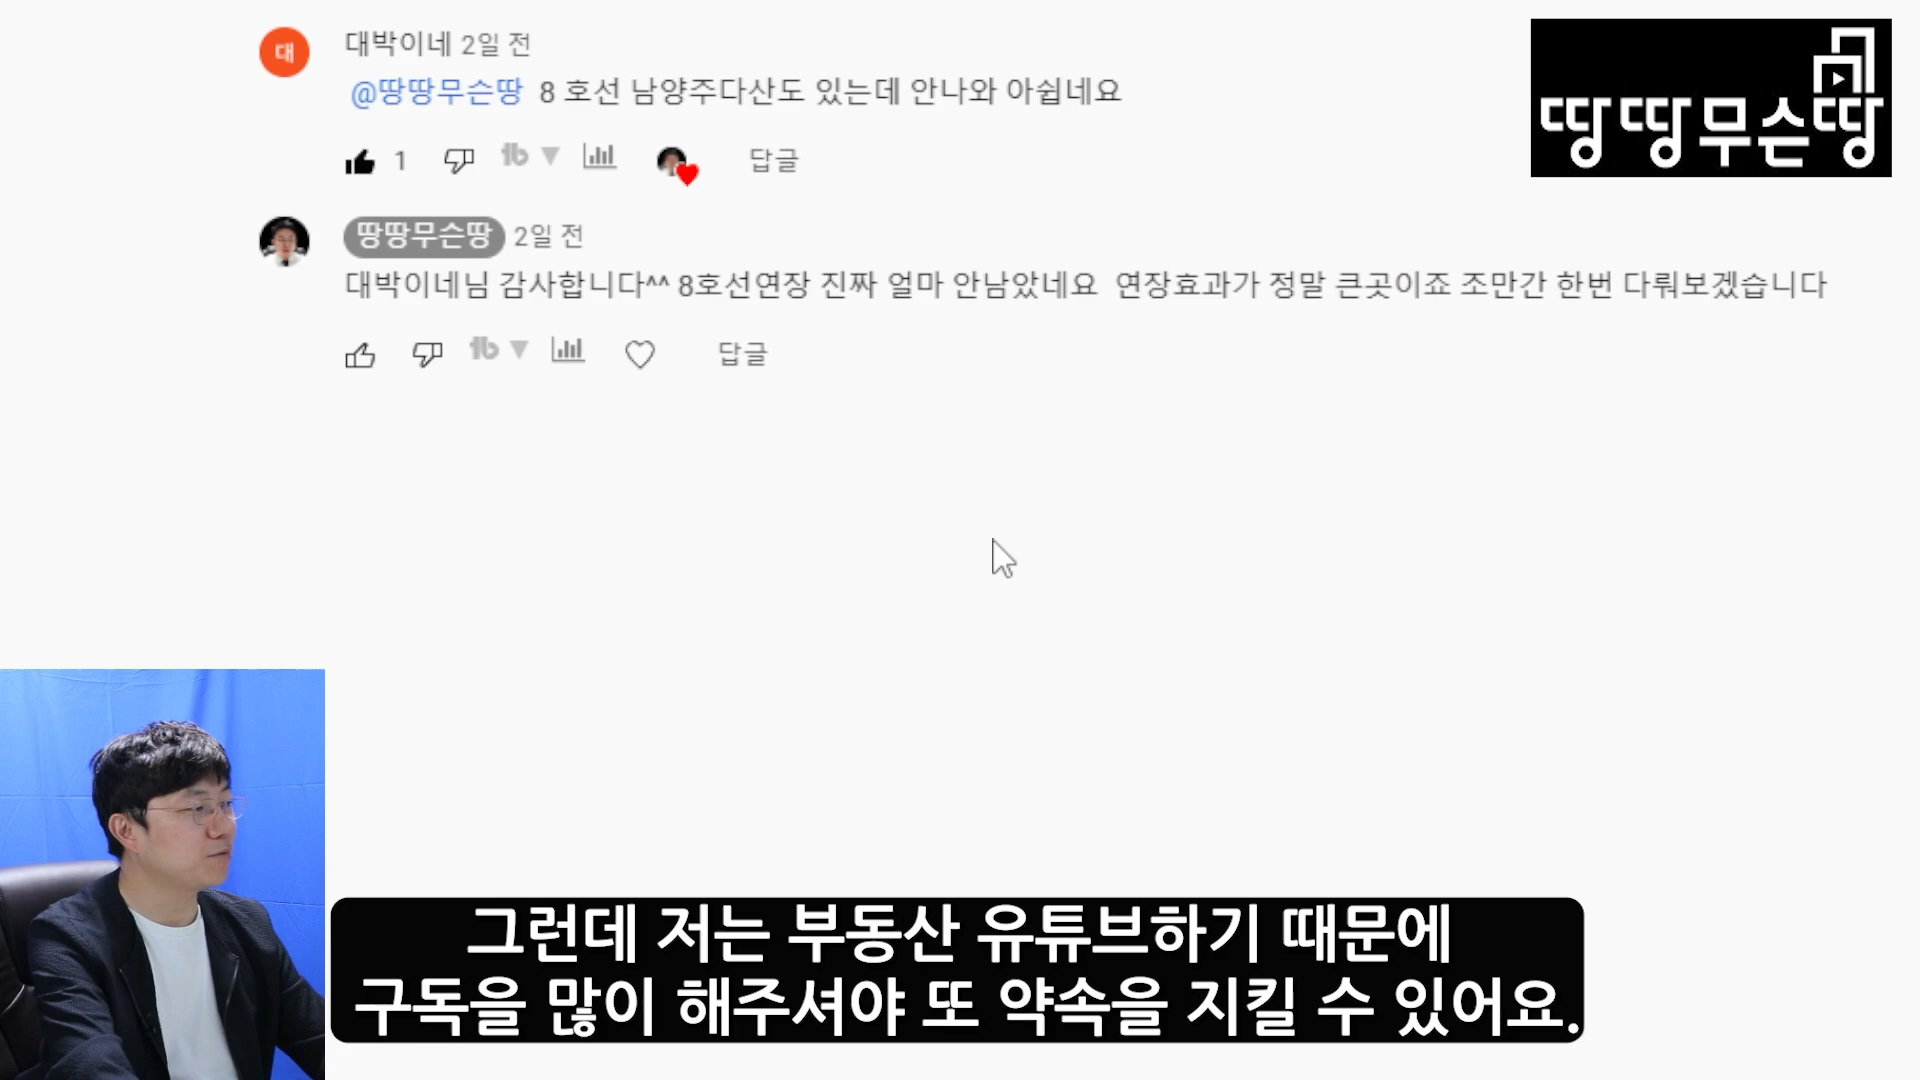 대
대박이네 2일 전
@땅땅무슨땅 8 호선 남양주다산도 있는데 안나와 아쉽네요
1
답글
땅땅무슨땅
땅땅무슨땅 2일 전
대박이네님 감사합니다^^ 8호선연장 진짜 얼마 안남았네요 연장효과가 정말 큰곳이죠 조만간 한번 다뤄보겠습니다
답글
그런데 저는 부동산 유튜브하기 때문에
구독을 많이 해주셔야 또 약속을 지킬 수 있어요.